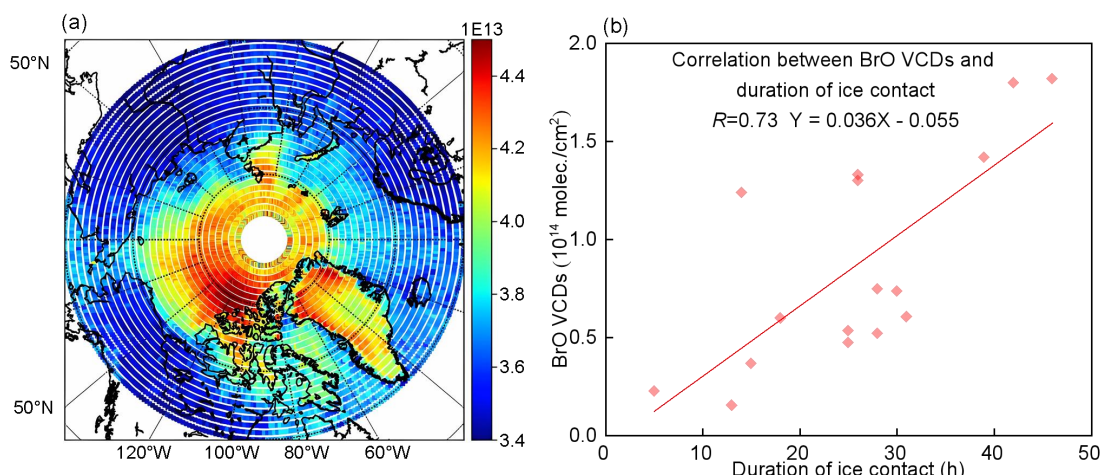 (a)
1E13
50°N
4.4
4.2
4.0
3.8
3.6
50°N
3.4
120°W
100°W
80°W
60°W
(b)
2.0
Correlation between BrO VCDs and
duration of ice contact
R=0.73 Y = 0.036X - 0.055
1.5
BrO VCDs (10¹⁴ molec./cm²)
1.0
0.5
0.0
0
10
20
30
40
50
Duration of ice contact (h)